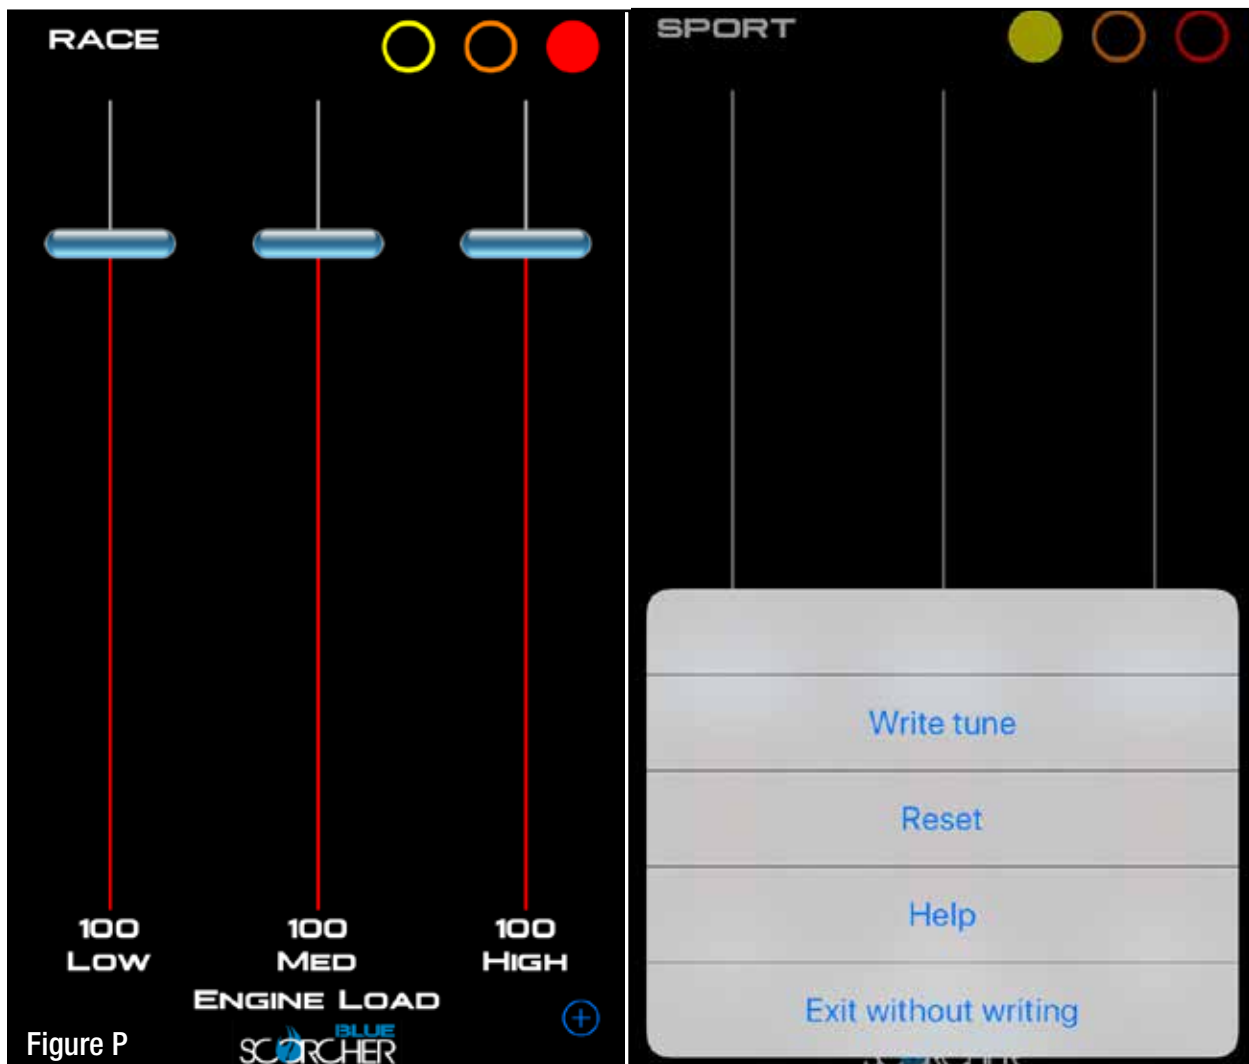 RACE
100 100 100
LOW MED HIGH
ENGINE LOAD
BLUE
SCORCHER
Figure P
SPORT
Write tune
Reset
Help
Exit without writing